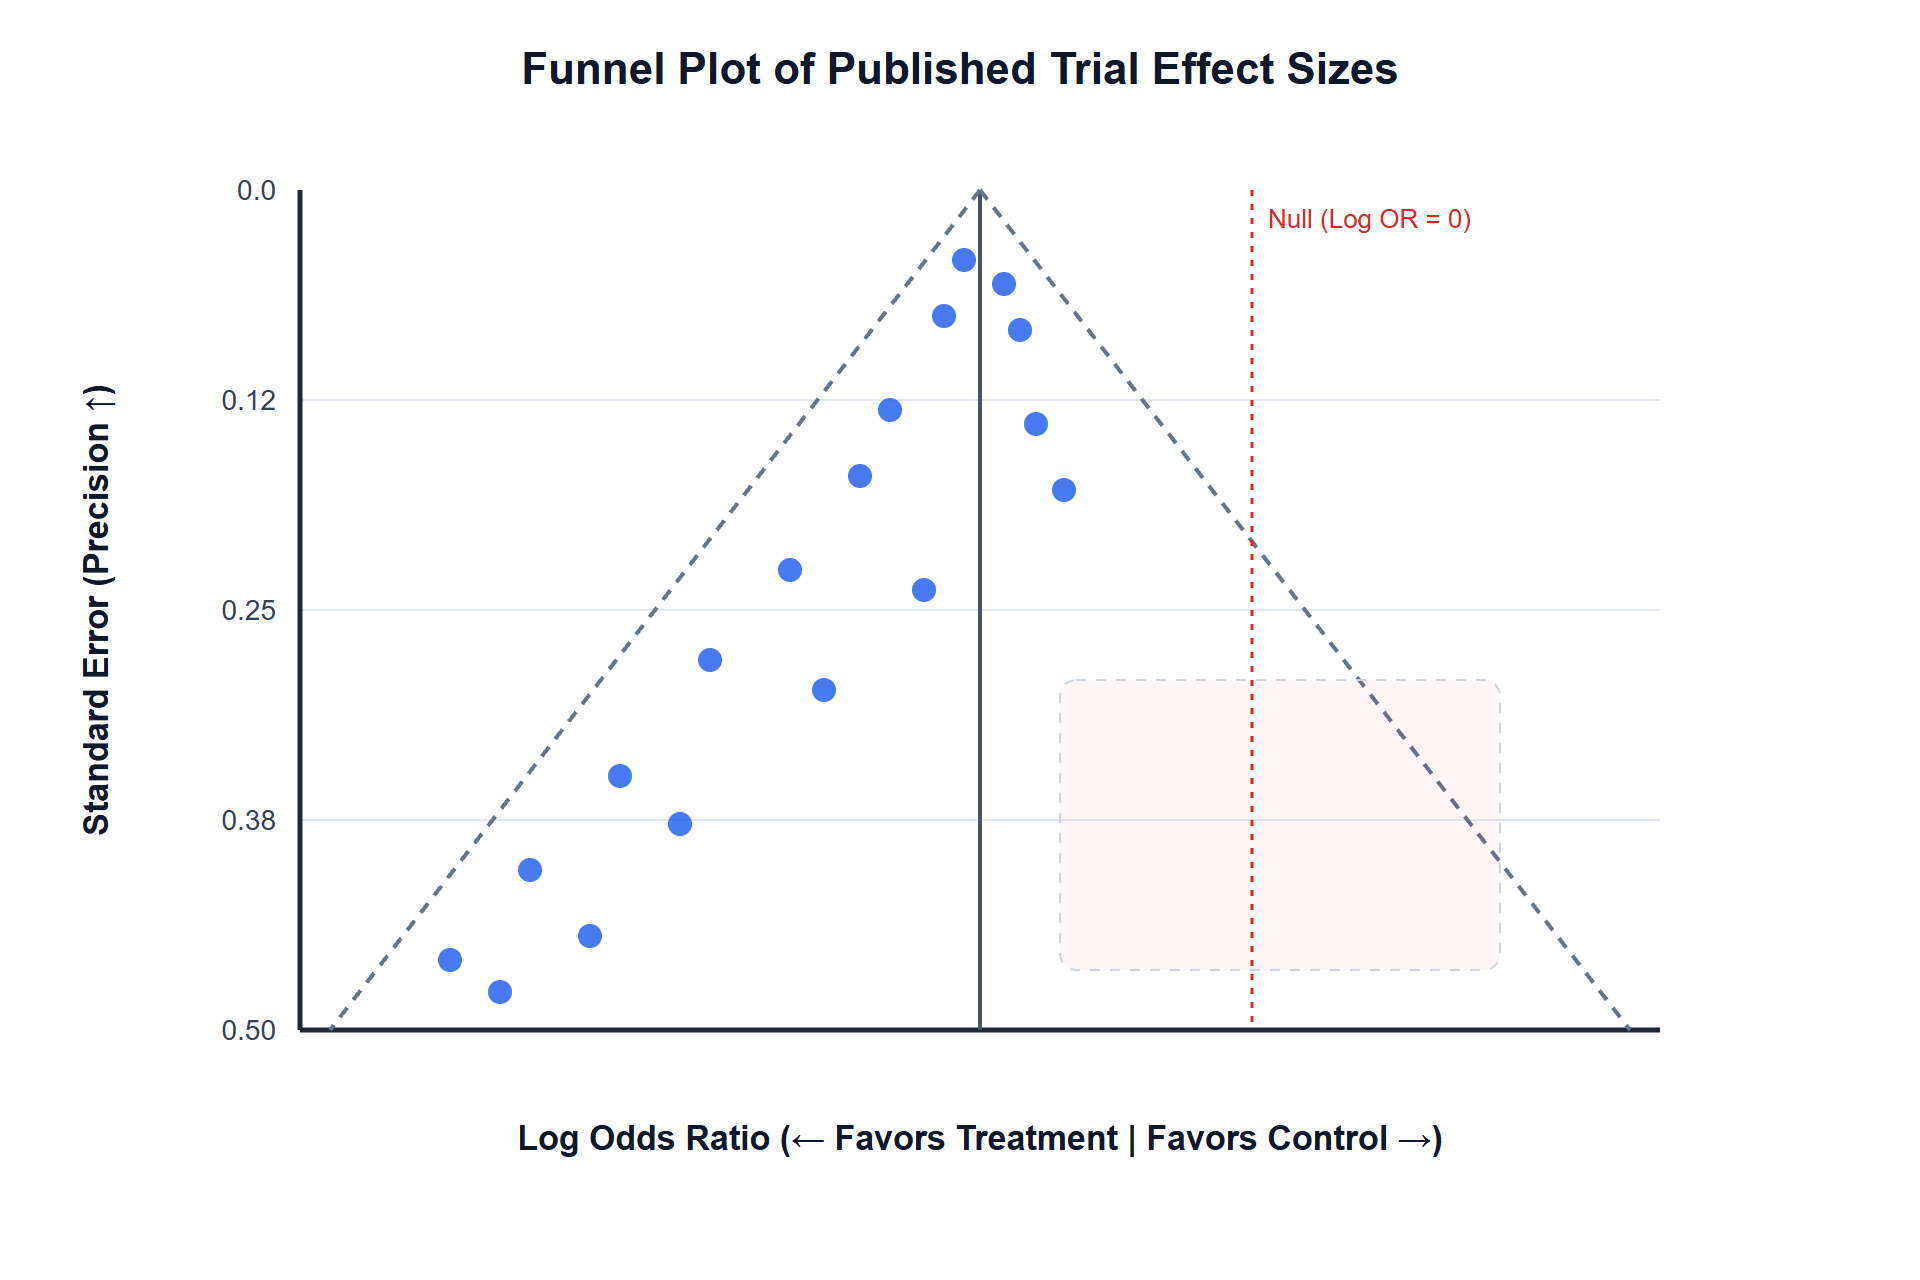 Funnel Plot of Published Trial Effect Sizes
0.0
Null (Log OR = 0)
0.12
0.25
0.38
0.50
Standard Error (Precision ↑)
Log Odds Ratio (← Favors Treatment | Favors Control →)